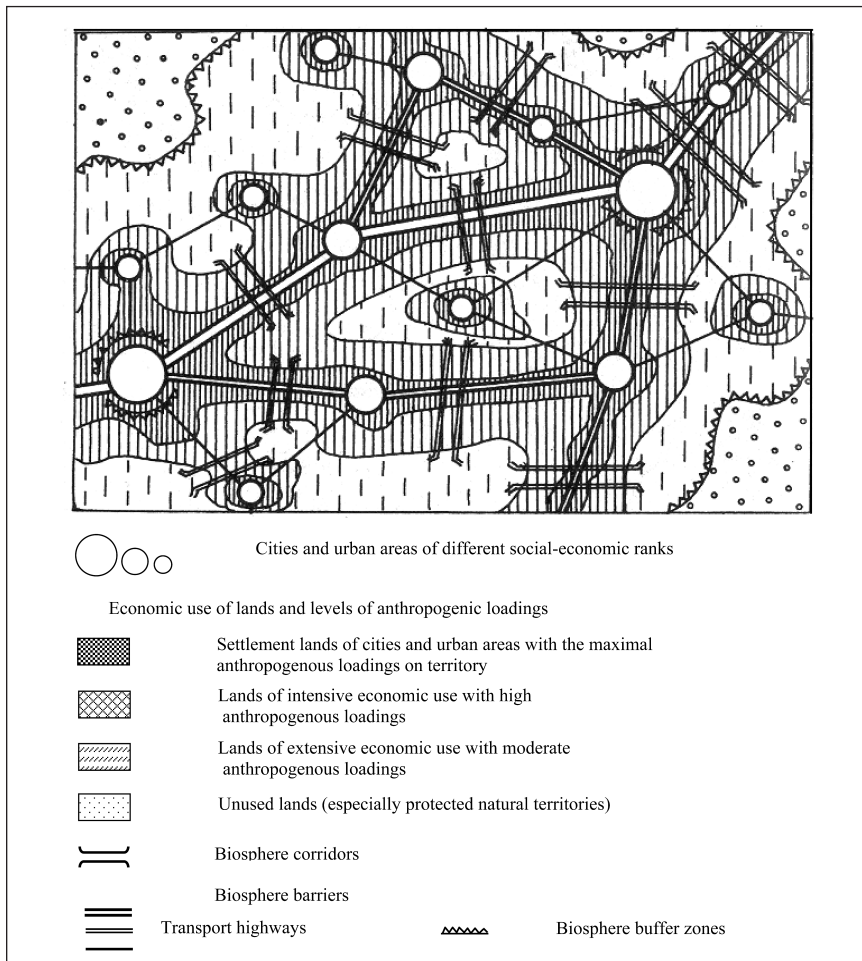 Cities and urban areas of different social-economic ranks
Economic use of lands and levels of anthropogenic loadings
Settlement lands of cities and urban areas with the maximal
anthropogenous loadings on territory
Lands of intensive economic use with high
anthropogenous loadings
Lands of extensive economic use with moderate
anthropogenous loadings
Unused lands (especially protected natural territories)
Biosphere corridors
Biosphere barriers
Transport highways
Biosphere buffer zones